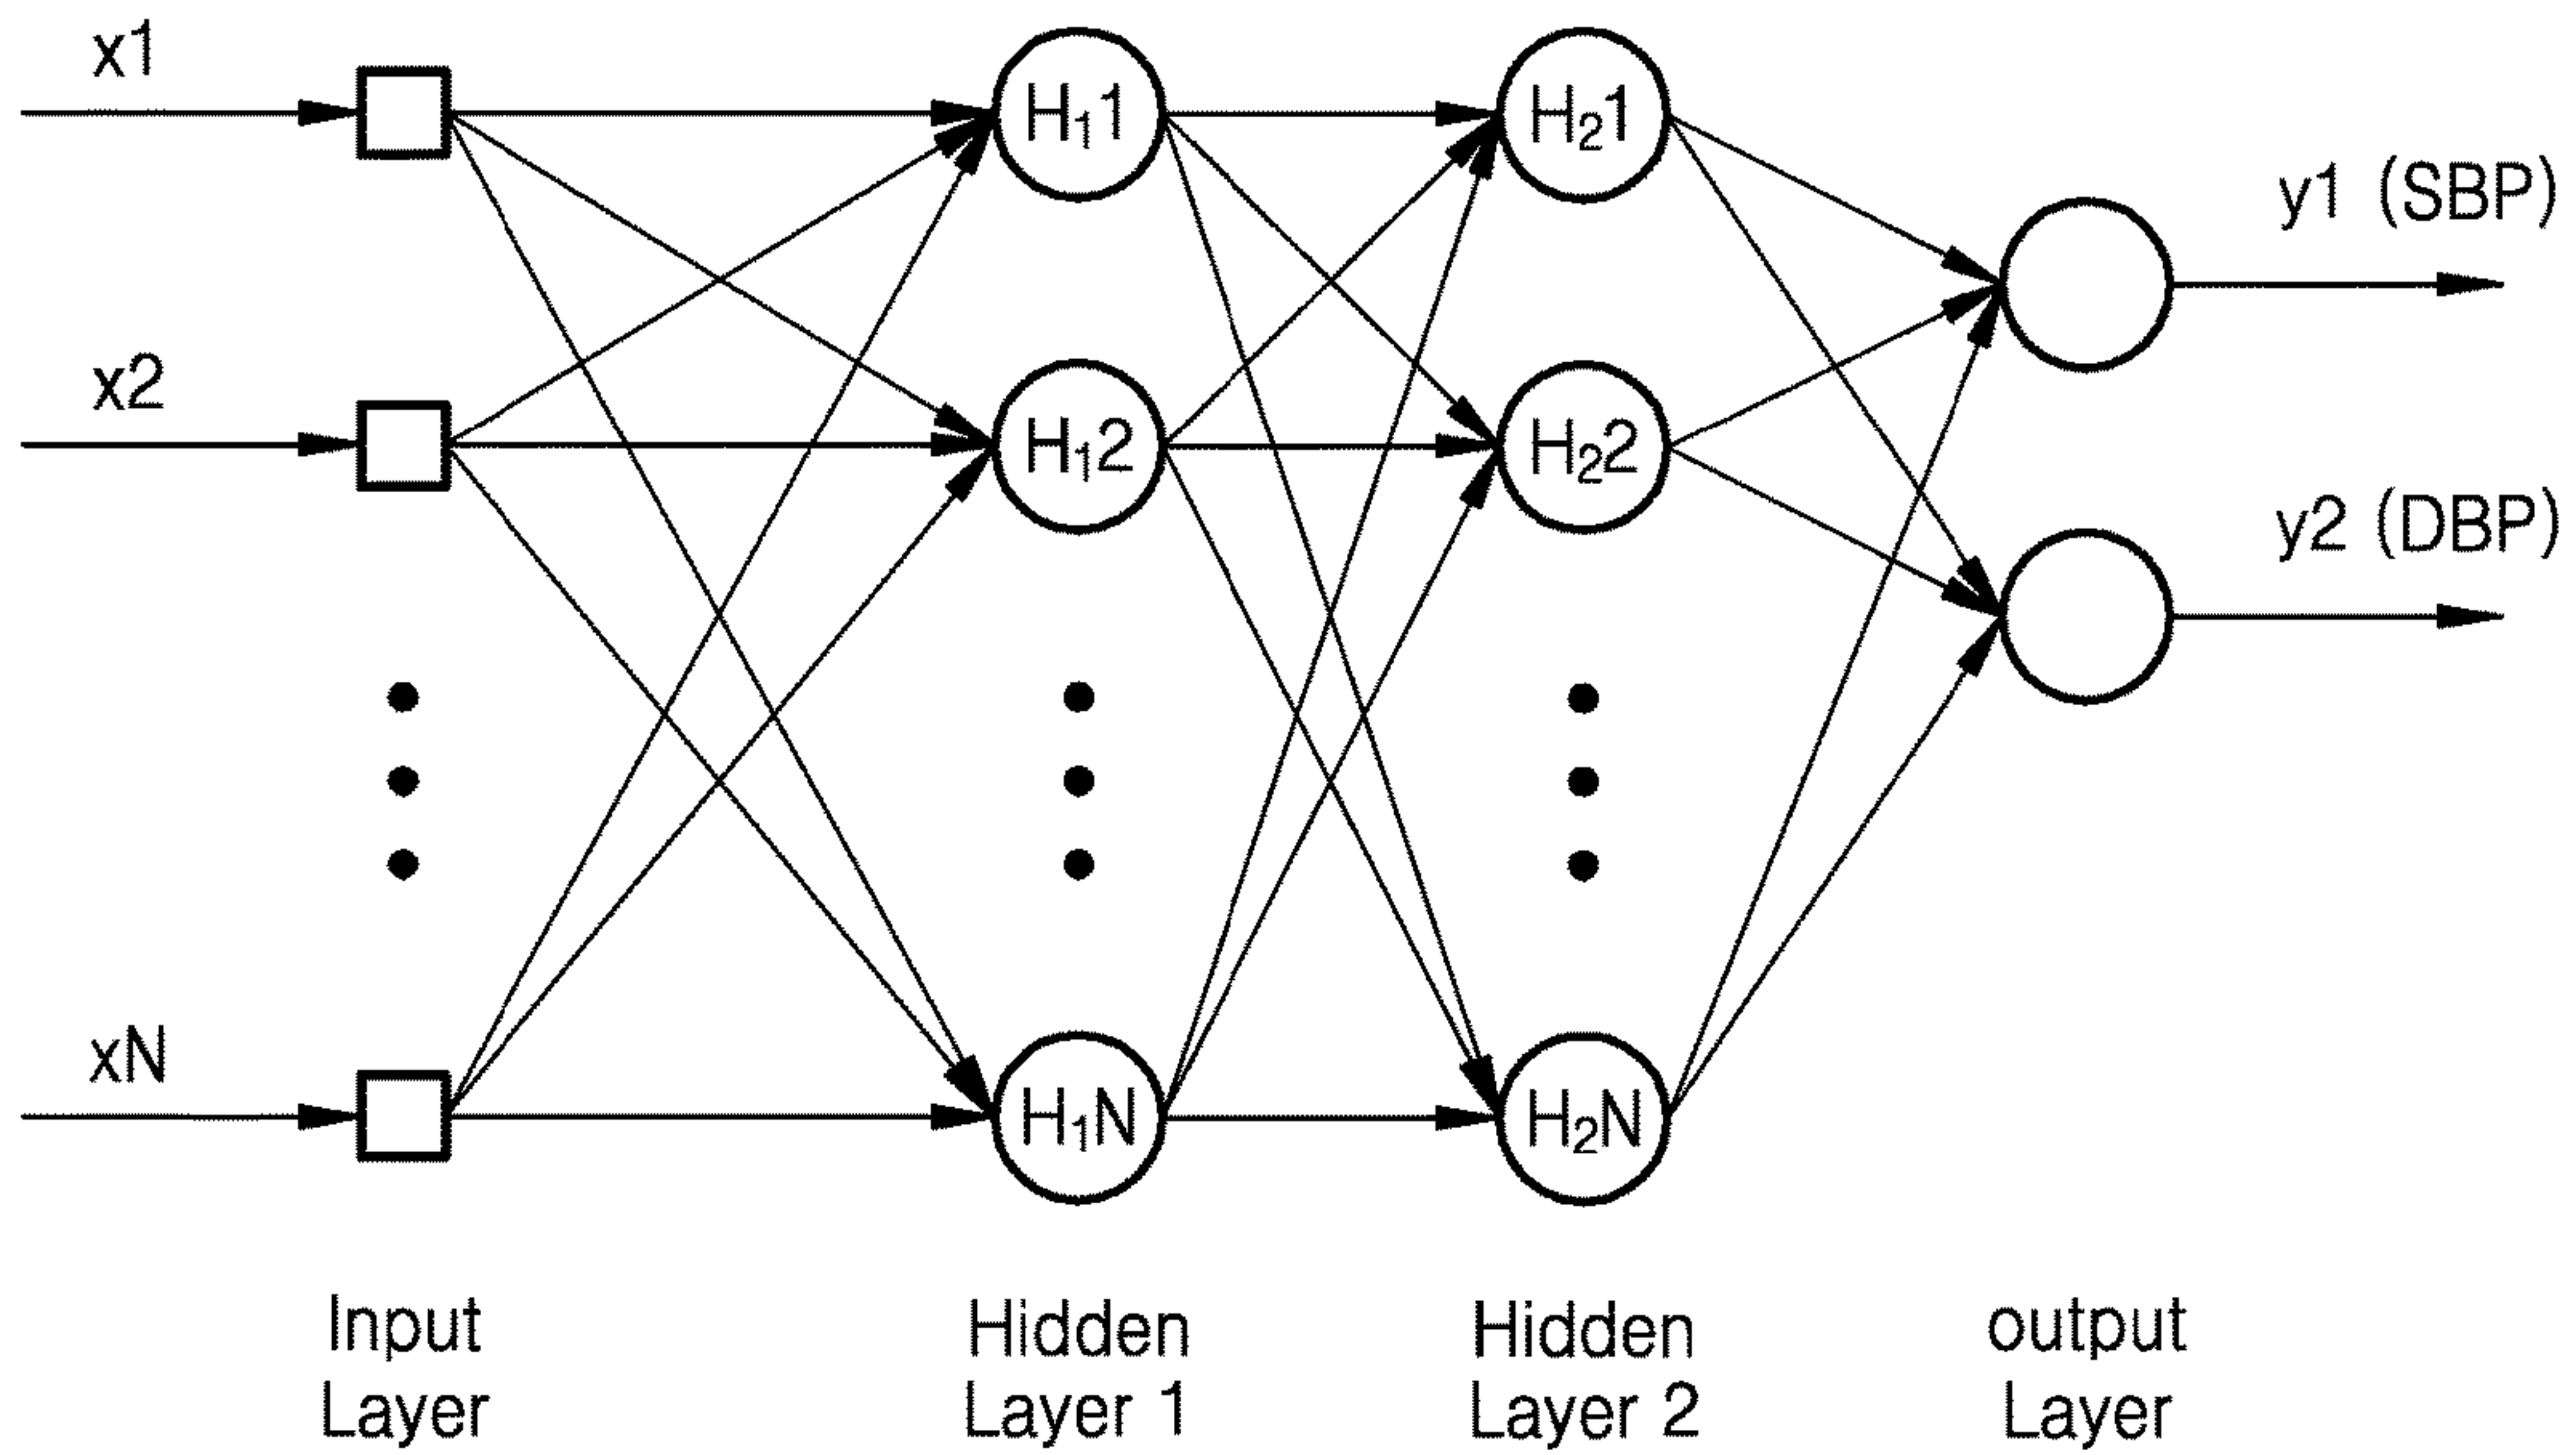 x1
H₁1
H₂1
y1 (SBP)
x2
H₁2
H₂2
y2 (DBP)
xN
H₁N
H₂N
Input
Layer
Hidden
Layer 1
Hidden
Layer 2
output
Layer